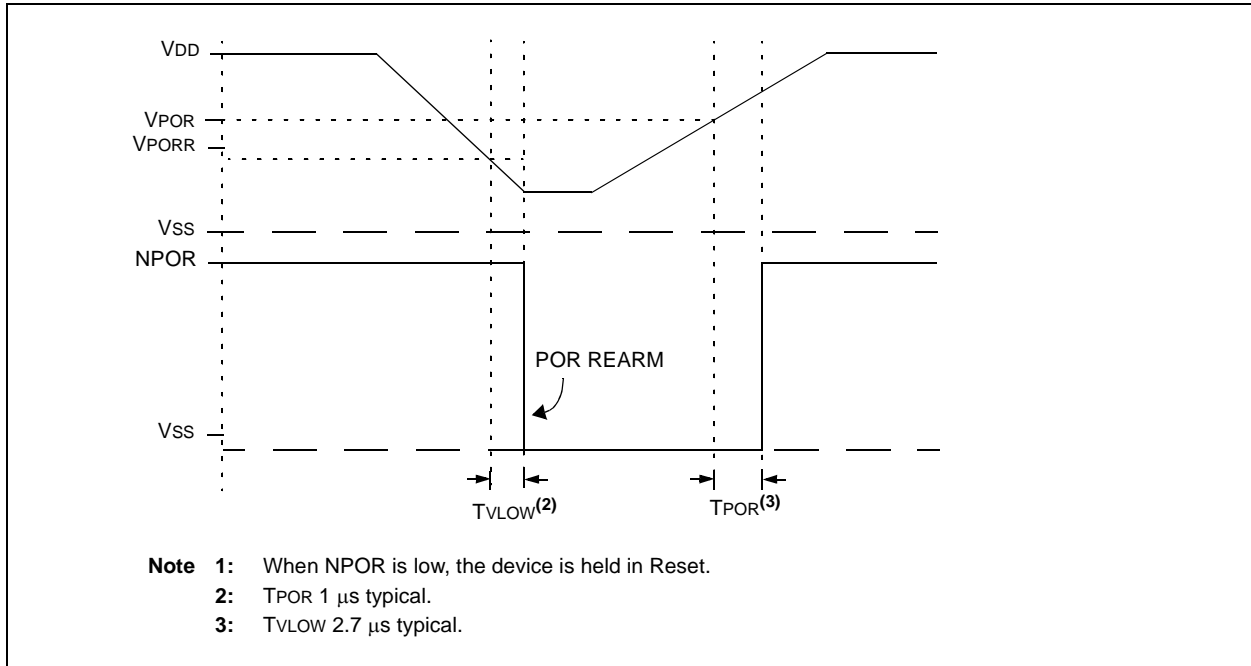 VDD
VPOR
VPORR
VSS
NPOR
POR REARM
VSS
TVLOW(2)
TPOR(3)
Note 1: When NPOR is low, the device is held in Reset.
2: TPOR 1 μs typical.
3: TVLOW 2.7 μs typical.